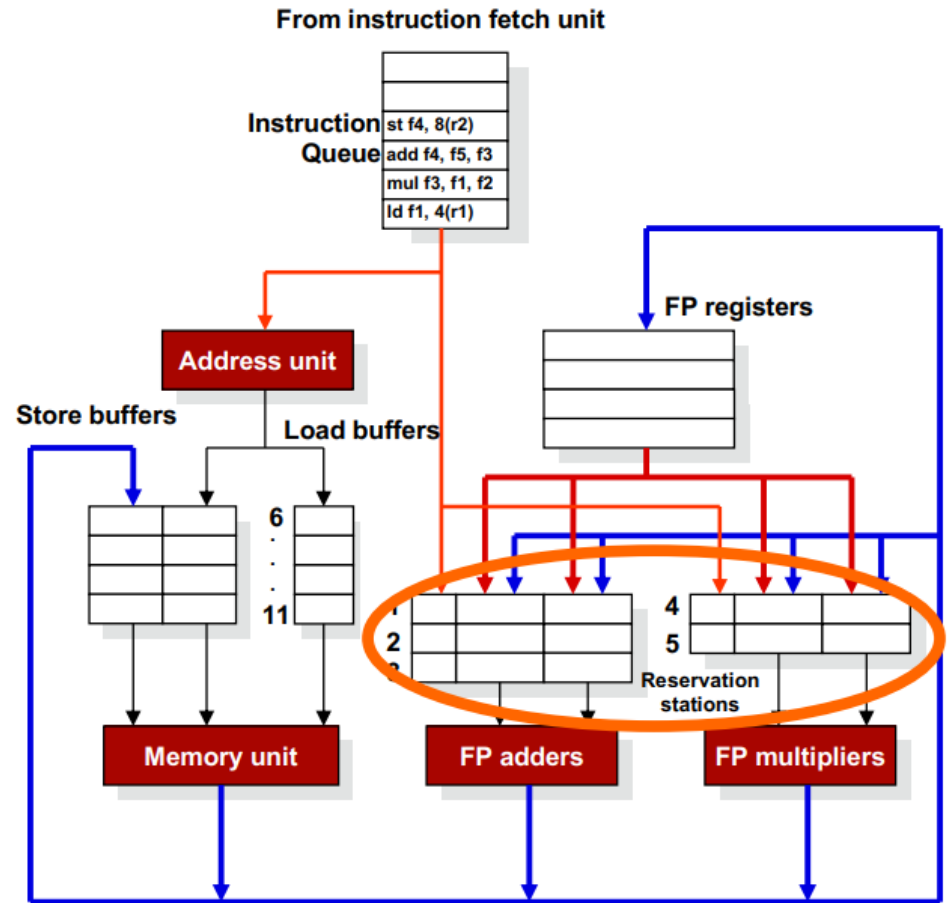 From instruction fetch unit
Instruction
Queue
st f4, 8(r2)
add f4, f5, f3
mul f3, f1, f2
ld f1, 4(r1)
FP registers
Address unit
Store buffers
Load buffers
6
.
.
.
11
1
2
3
4
5
Reservation
stations
Memory unit
FP adders
FP multipliers